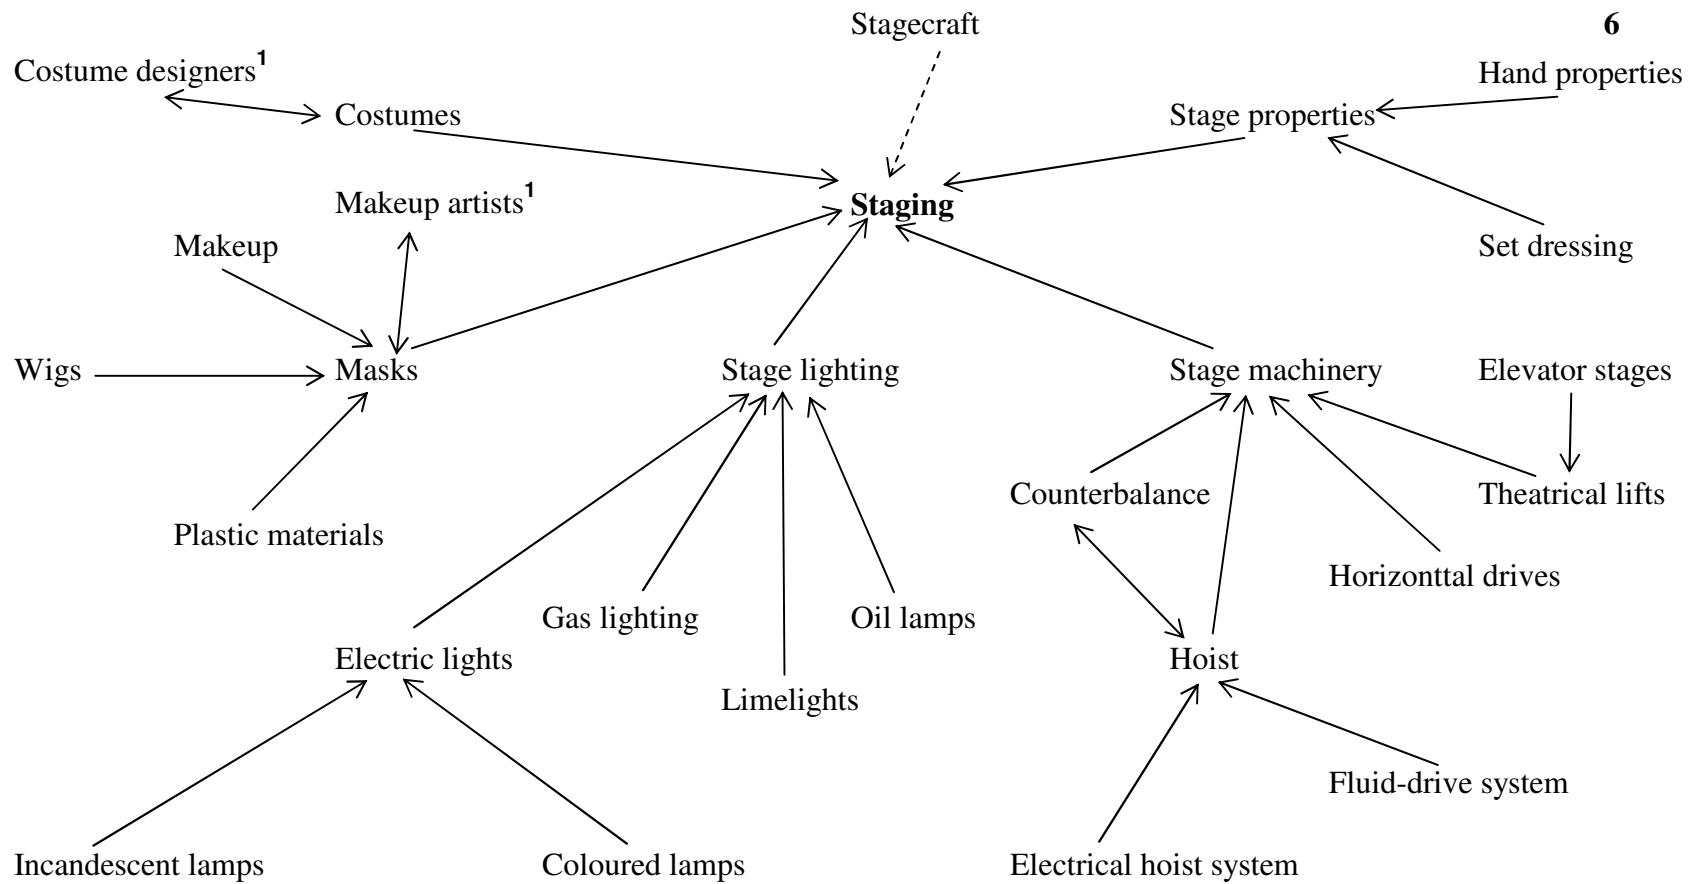 Stagecraft
6
Costume designers¹
Hand properties
Costumes
Stage properties
Makeup artists¹
Staging
Makeup
Set dressing
Wigs
Masks
Stage lighting
Stage machinery
Elevator stages
Counterbalance
Theatrical lifts
Plastic materials
Horizonttal drives
Gas lighting
Oil lamps
Electric lights
Hoist
Limelights
Fluid-drive system
Incandescent lamps
Coloured lamps
Electrical hoist system